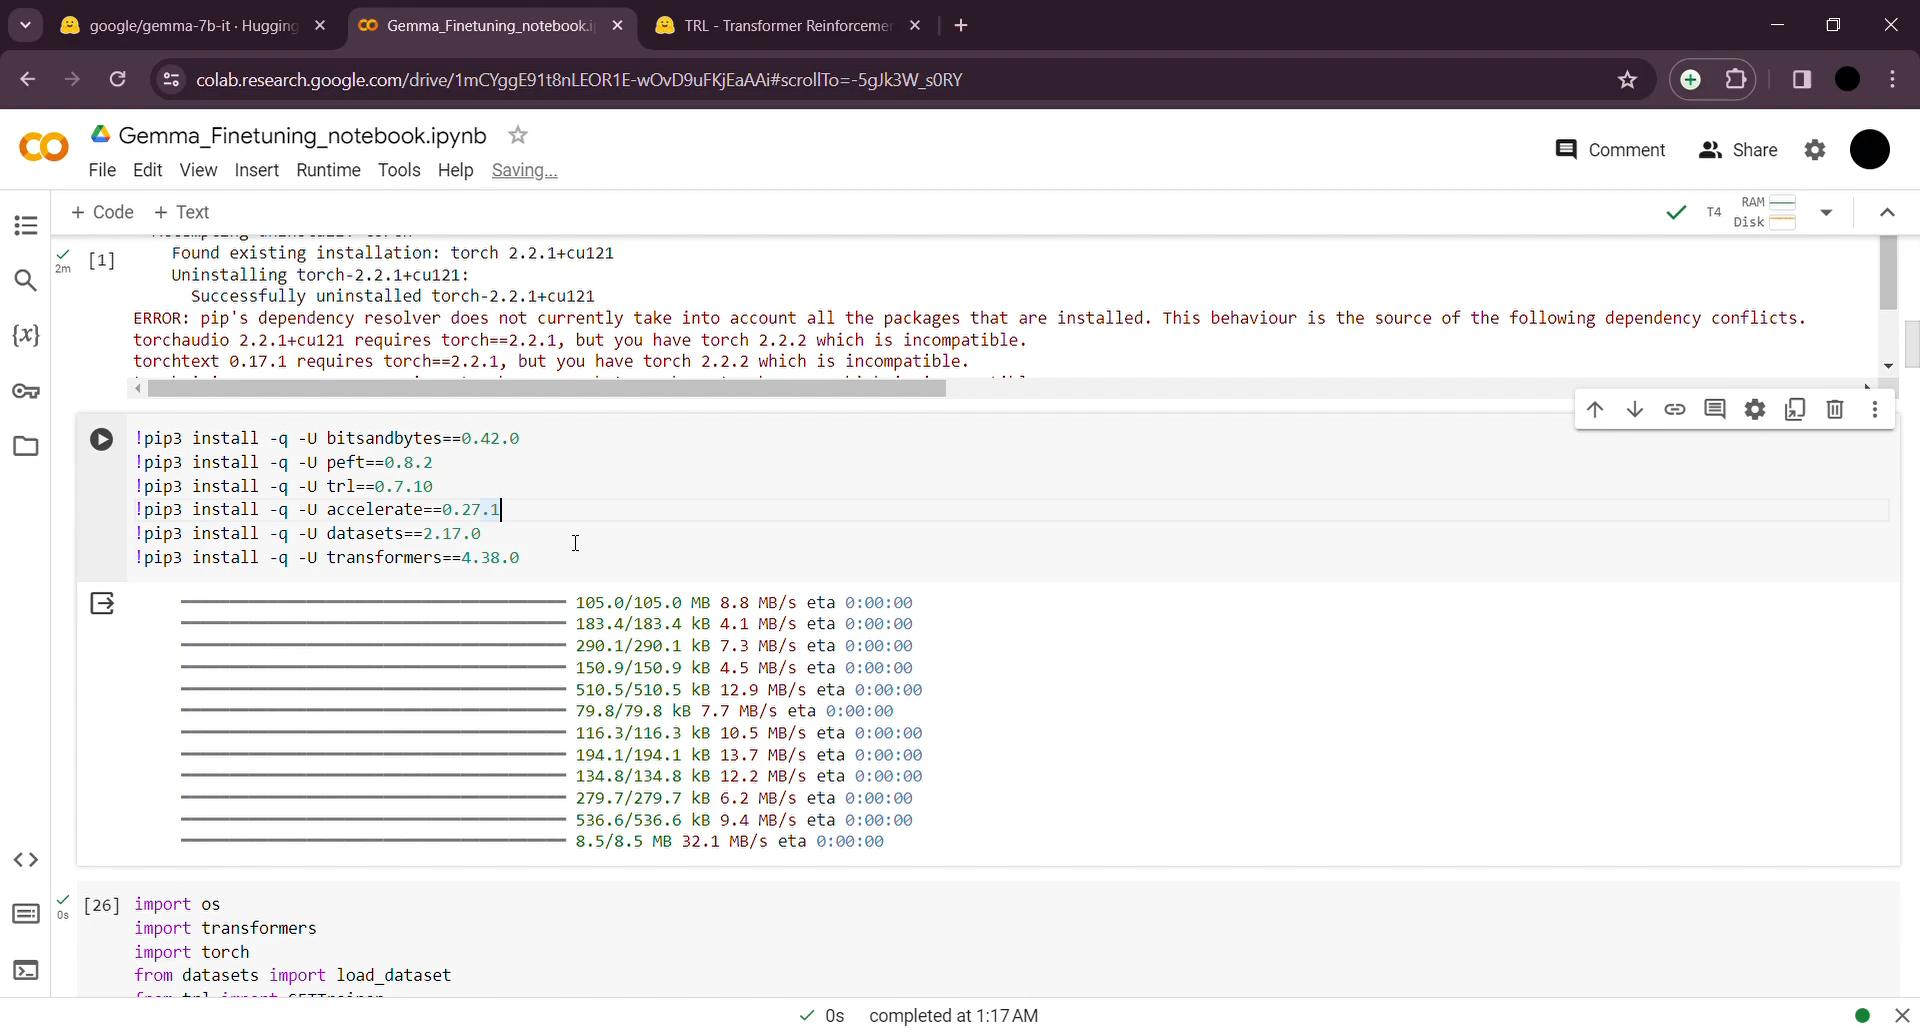 google/gemma-7b-it · Hugging
Gemma_Finetuning_notebook.i
TRL - Transformer Reinforcemen
colab.research.google.com/drive/1mCYggE91t8nLEOR1E-wOvD9uFKjEaAAi#scrollTo=-5gJk3W_s0RY
Gemma_Finetuning_notebook.ipynb
Comment
Share
File Edit View Insert Runtime Tools Help Saving...
+ Code + Text
T4
RAM
Disk
[1]
2m
Found existing installation: torch 2.2.1+cu121
Uninstalling torch-2.2.1+cu121:
Successfully uninstalled torch-2.2.1+cu121
ERROR: pip's dependency resolver does not currently take into account all the packages that are installed. This behaviour is the source of the following dependency conflicts.
torchaudio 2.2.1+cu121 requires torch==2.2.1, but you have torch 2.2.2 which is incompatible.
torchtext 0.17.1 requires torch==2.2.1, but you have torch 2.2.2 which is incompatible.
!pip3 install -q -U bitsandbytes==0.42.0
!pip3 install -q -U peft==0.8.2
!pip3 install -q -U trl==0.7.10
!pip3 install -q -U accelerate==0.27.1
!pip3 install -q -U datasets==2.17.0
!pip3 install -q -U transformers==4.38.0
105.0/105.0 MB 8.8 MB/s eta 0:00:00
183.4/183.4 kB 4.1 MB/s eta 0:00:00
290.1/290.1 kB 7.3 MB/s eta 0:00:00
150.9/150.9 kB 4.5 MB/s eta 0:00:00
510.5/510.5 kB 12.9 MB/s eta 0:00:00
79.8/79.8 kB 7.7 MB/s eta 0:00:00
116.3/116.3 kB 10.5 MB/s eta 0:00:00
194.1/194.1 kB 13.7 MB/s eta 0:00:00
134.8/134.8 kB 12.2 MB/s eta 0:00:00
279.7/279.7 kB 6.2 MB/s eta 0:00:00
536.6/536.6 kB 9.4 MB/s eta 0:00:00
8.5/8.5 MB 32.1 MB/s eta 0:00:00
[26]
0s
import os
import transformers
import torch
from datasets import load_dataset
0s completed at 1:17 AM